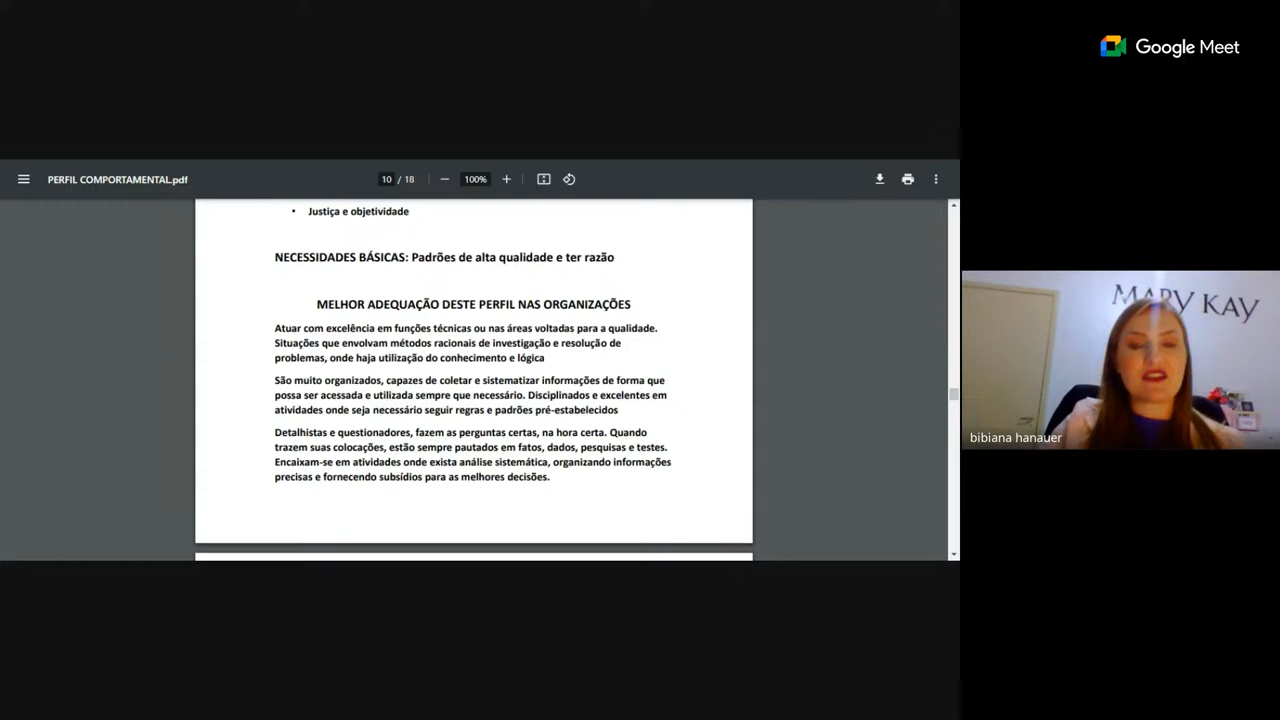 Google Meet
PERFIL COMPORTAMENTAL.pdf
10 / 18
100%
• Justiça e objetividade
NECESSIDADES BÁSICAS: Padrões de alta qualidade e ter razão
MELHOR ADEQUAÇÃO DESTE PERFIL NAS ORGANIZAÇÕES
Atuar com excelência em funções técnicas ou nas áreas voltadas para a qualidade.
Situações que envolvam métodos racionais de investigação e resolução de
problemas, onde haja utilização do conhecimento e lógica
São muito organizados, capazes de coletar e sistematizar informações de forma que
possa ser acessada e utilizada sempre que necessário. Disciplinados e excelentes em
atividades onde seja necessário seguir regras e padrões pré-estabelecidos
Detalhistas e questionadores, fazem as perguntas certas, na hora certa. Quando
trazem suas colocações, estão sempre pautados em fatos, dados, pesquisas e testes.
Encaixam-se em atividades onde exista análise sistemática, organizando informações
precisas e fornecendo subsídios para as melhores decisões.
MARY KAY
bibiana hanauer